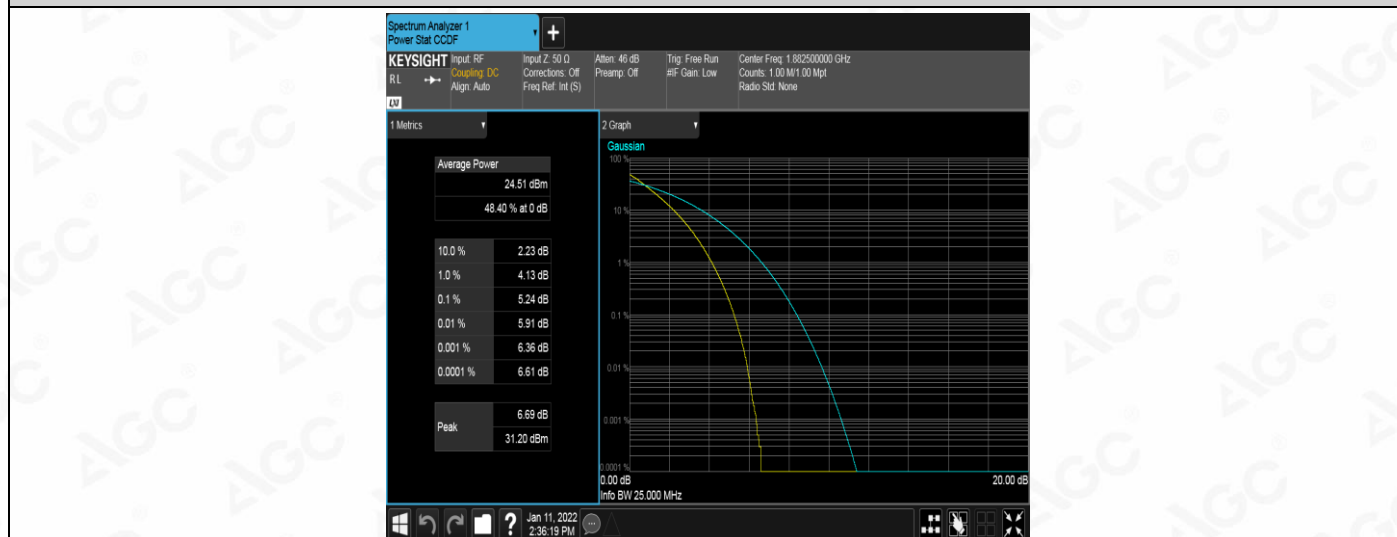 Spectrum Analyzer 1
Power Stat CCDF
+
KEYSIGHT Input: RF Input Z: 50 Ω Atten: 46 dB Trig: Free Run Center Freq: 1.882500000 GHz
RL Coupling: DC Corrections: Off Preamp: Off #IF Gain: Low Counts: 1.00 M/1.00 Mpt
Align: Auto Freq Ref: Int (S) Radio Std: None
LXI
1 Metrics
Average Power
24.51 dBm
48.40 % at 0 dB
10.0 % 2.23 dB
1.0 % 4.13 dB
0.1 % 5.24 dB
0.01 % 5.91 dB
0.001 % 6.36 dB
0.0001 % 6.61 dB
Peak 6.69 dB
31.20 dBm
2 Graph
Gaussian
100 %
10 %
1 %
0.1 %
0.01 %
0.001 %
0.0001 %
0.00 dB 20.00 dB
Info BW 25.000 MHz
? Jan 11, 2022
2:36:19 PM
AGC